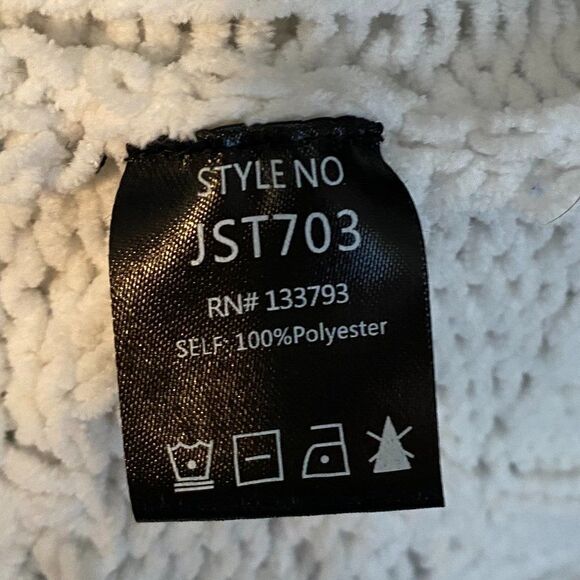 STYLE NO
JST703
RN# 133793
SELF: 100%Polyester